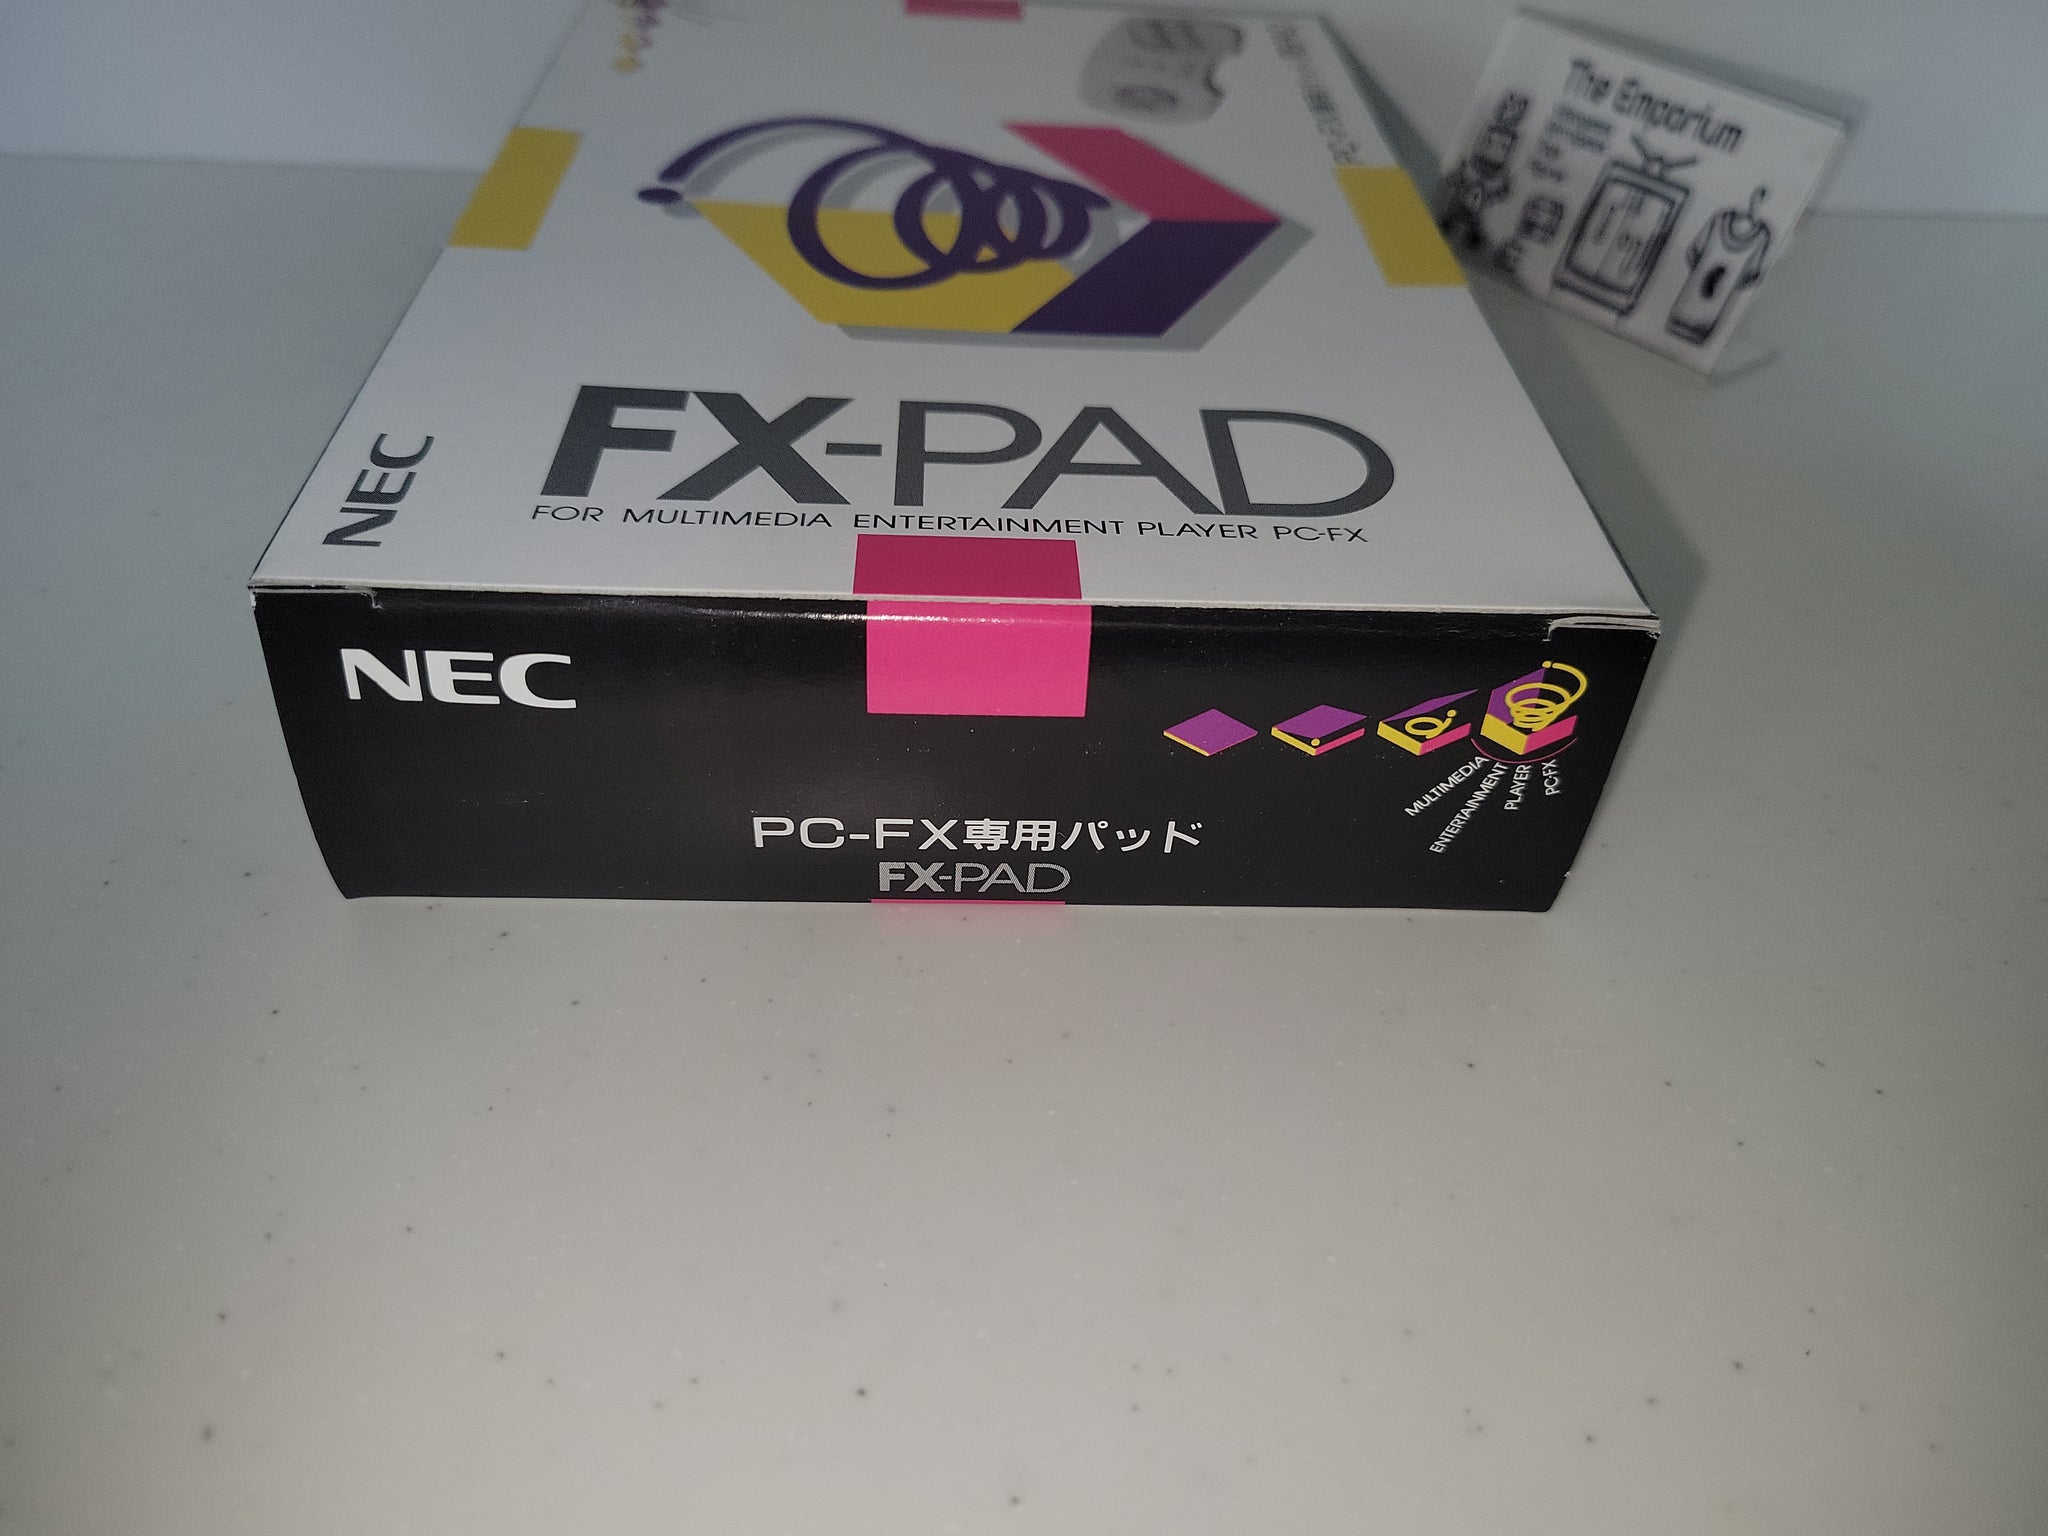 The Emporium
NEC
FX-PAD
FOR MULTIMEDIA ENTERTAINMENT PLAYER PC-FX
NEC
MULTIMEDIA
ENTERTAINMENT
PLAYER
PC-FX
PC-FX専用パッド
FX-PAD